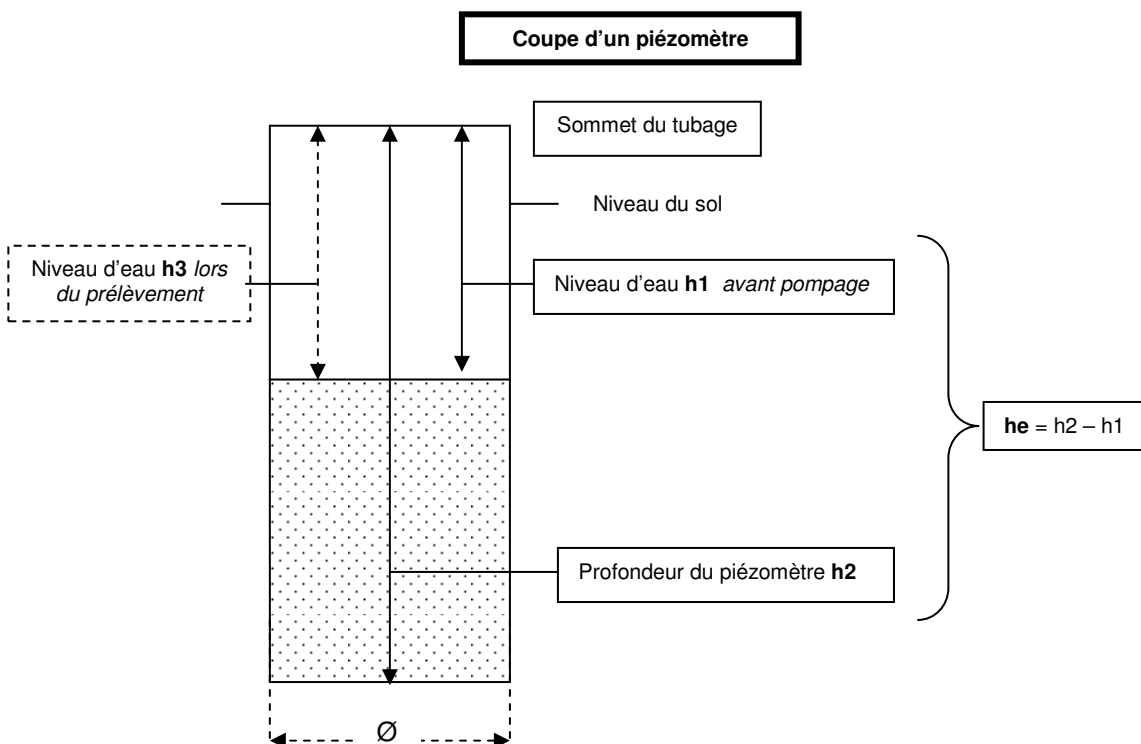 Coupe d'un piézomètre
Sommet du tubage
Niveau du sol
Niveau d'eau h3 lors
du prélèvement
Niveau d'eau h1 avant pompage
he = h2 – h1
Profondeur du piézomètre h2
Ø